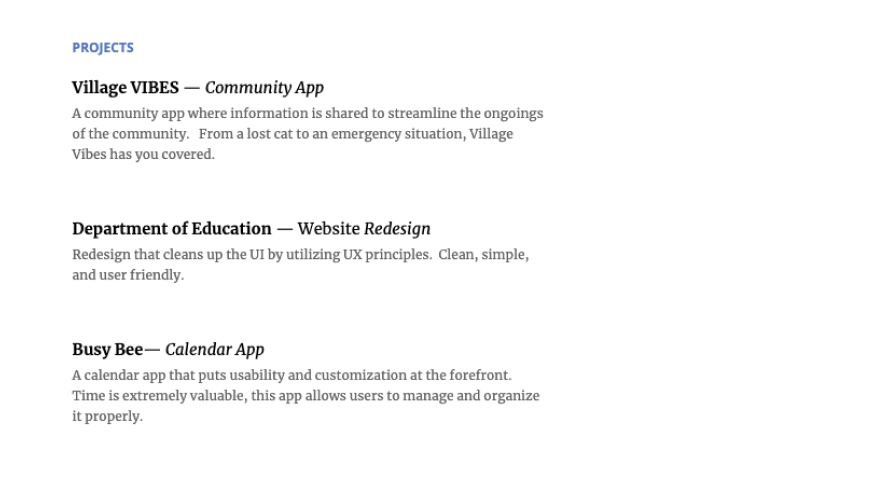 PROJECTS
Village VIBES — Community App
A community app where information is shared to streamline the ongoings
of the community.   From a lost cat to an emergency situation, Village
Vibes has you covered.
Department of Education — Website Redesign
Redesign that cleans up the UI by utilizing UX principles.  Clean, simple,
and user friendly.
Busy Bee— Calendar App
A calendar app that puts usability and customization at the forefront.
Time is extremely valuable, this app allows users to manage and organize
it properly.